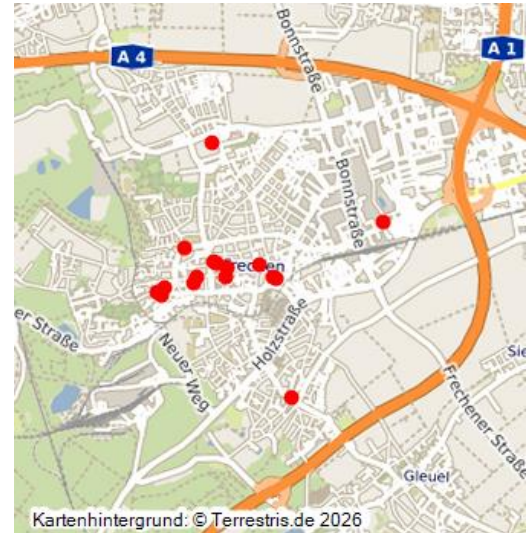 Bonnstraße
A 4
A 1
Bonnstraße
Frechen
Holzstraße
er Straße
Neuer Weg
Sie
Frechener Straße
Gleuel
Kartenhintergrund: © Terrestris.de 2026